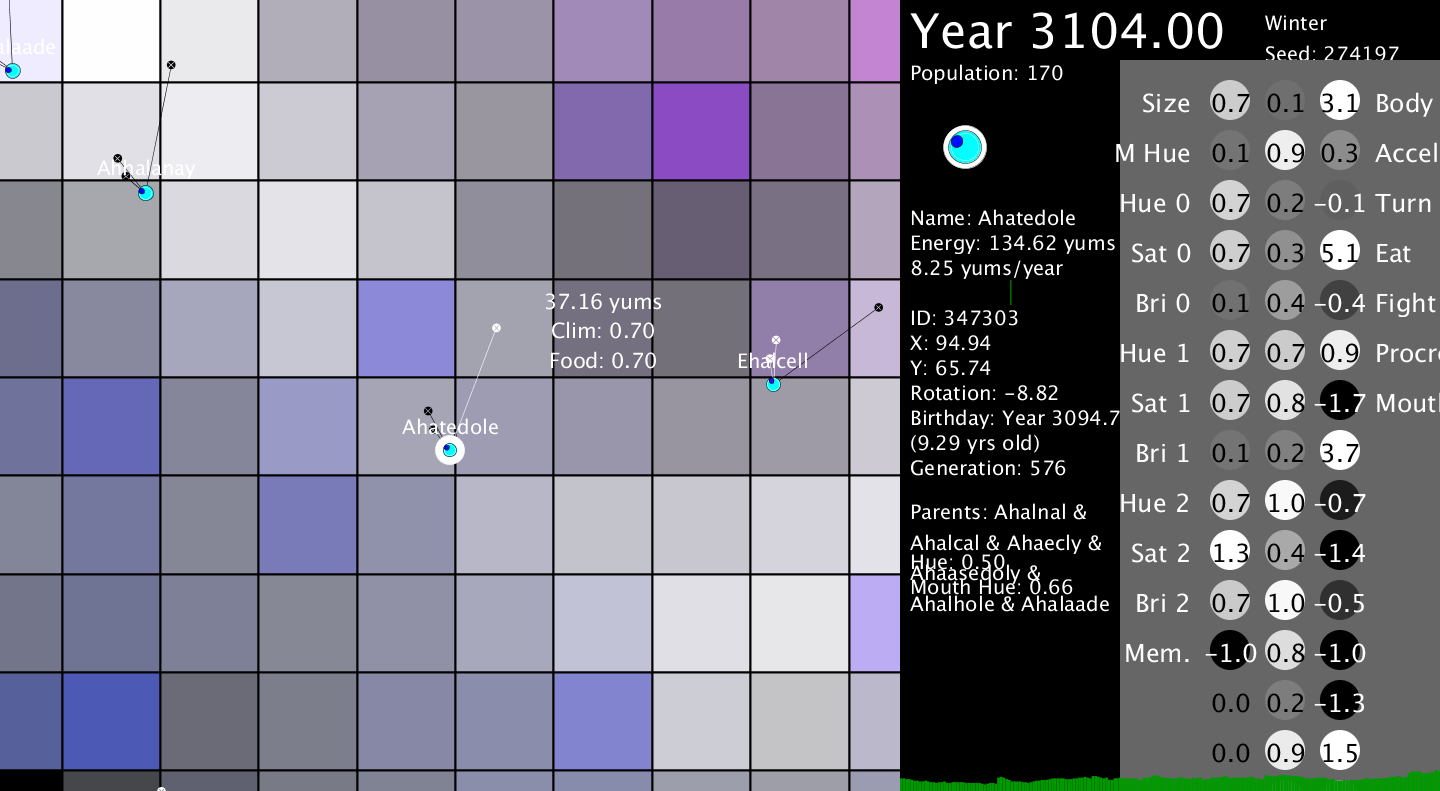 alaade
Anhalanay
37.16 yums
Clim: 0.70
Food: 0.70
Ehalcell
Ahatedole
Year 3104.00
Winter
Seed: 274197
Population: 170
Name: Ahatedole
Energy: 134.62 yums
8.25 yums/year
ID: 347303
X: 94.94
Y: 65.74
Rotation: -8.82
Birthday: Year 3094.7
(9.29 yrs old)
Generation: 576
Parents: Ahalnal &
Ahalcal & Ahaecly &
Hue: 0.50
Ahaasedoly &
Mouth Hue: 0.66
Ahalhole & Ahalaade
Size 0.7 0.1 3.1 Body
M Hue 0.1 0.9 0.3 Accel
Hue 0 0.7 0.2 -0.1 Turn
Sat 0 0.7 0.3 5.1 Eat
Bri 0 0.1 0.4 -0.4 Fight
Hue 1 0.7 0.7 0.9 Procre
Sat 1 0.7 0.8 -1.7 Mouth
Bri 1 0.1 0.2 3.7
Hue 2 0.7 1.0 -0.7
Sat 2 1.3 0.4 -1.4
Bri 2 0.7 1.0 -0.5
Mem. -1.0 0.8 -1.0
0.0 0.2 -1.3
0.0 0.9 1.5